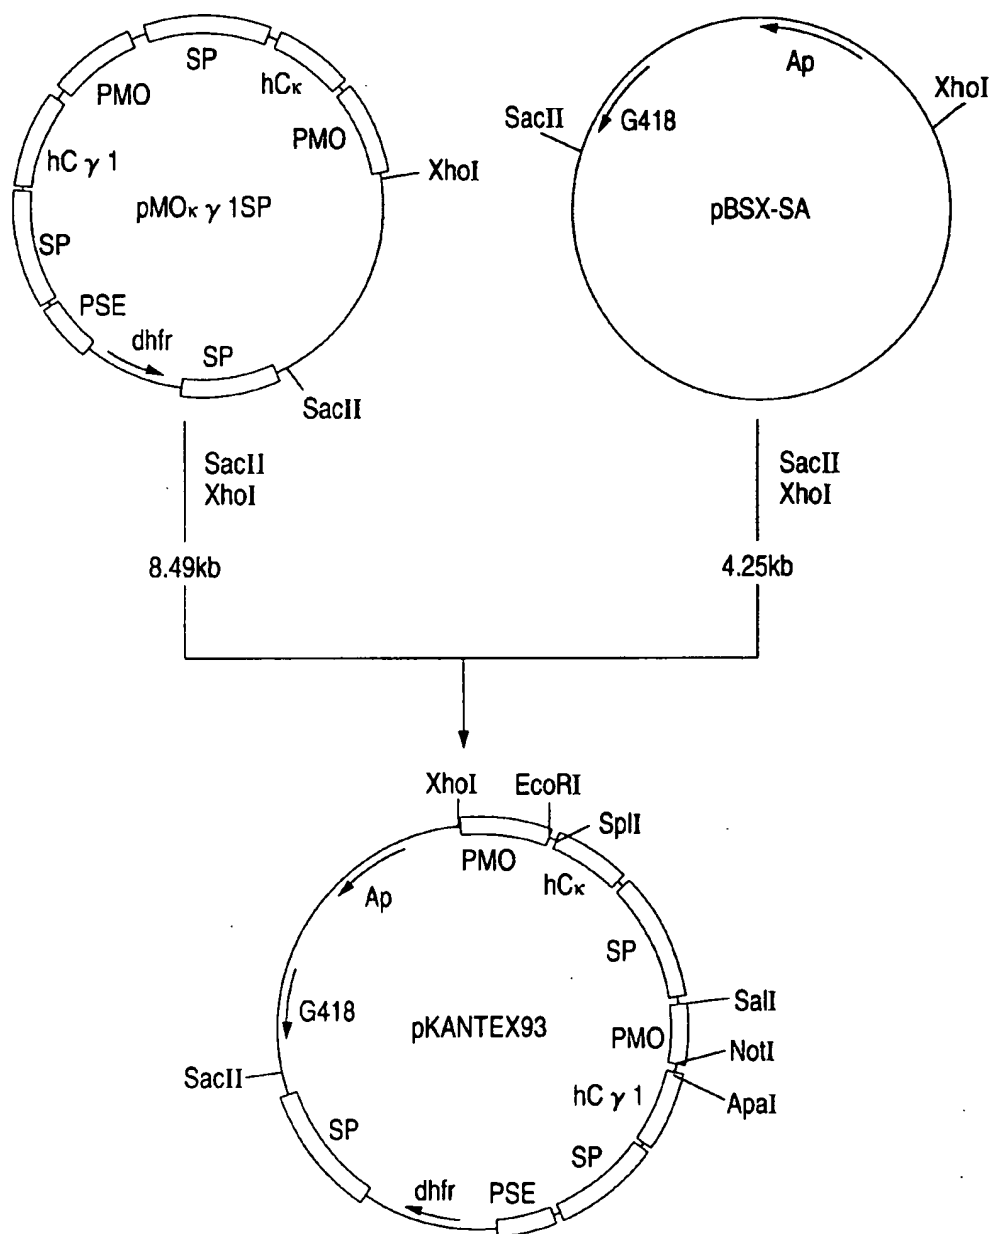 SP
hCκ
PMO
PMO
hC γ 1
XhoI
pMOκ γ 1SP
SP
PSE
dhfr
SP
SacII
Ap
XhoI
G418
SacII
pBSX-SA
SacII
XhoI
8.49kb
SacII
XhoI
4.25kb
XhoI
EcoRI
SplI
PMO
hCκ
Ap
SP
G418
pKANTEX93
SalI
PMO
NotI
SacII
hC γ 1
ApaI
SP
SP
dhfr
PSE